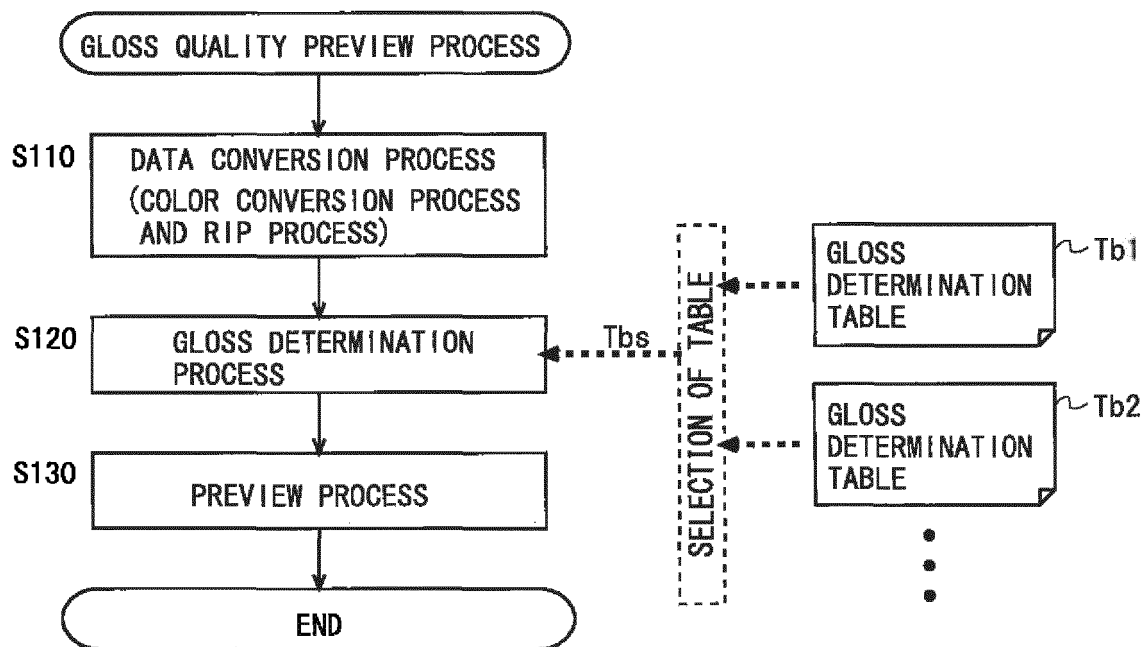 GLOSS QUALITY PREVIEW PROCESS
S110
DATA CONVERSION PROCESS
(COLOR CONVERSION PROCESS
AND RIP PROCESS)
S120
GLOSS DETERMINATION
PROCESS
Tbs
SELECTION OF TABLE
GLOSS
DETERMINATION
TABLE
Tb1
GLOSS
DETERMINATION
TABLE
Tb2
S130
PREVIEW PROCESS
END